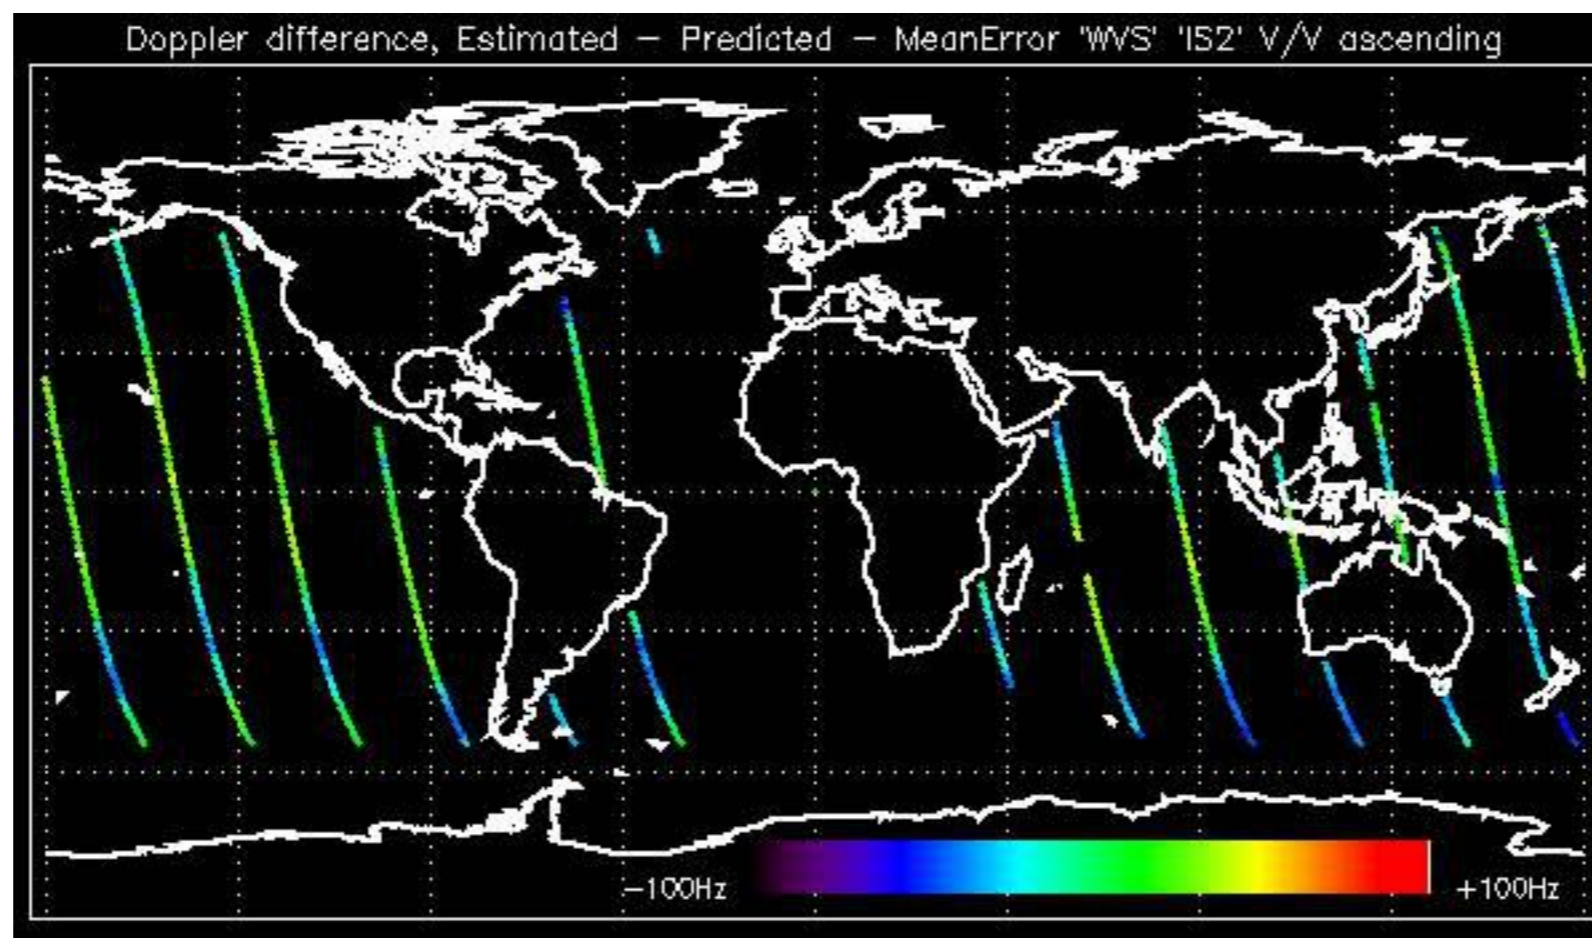 Doppler difference, Estimated − Predicted − MeanError 'WVS' 'IS2' V/V ascending
−100Hz
+100Hz